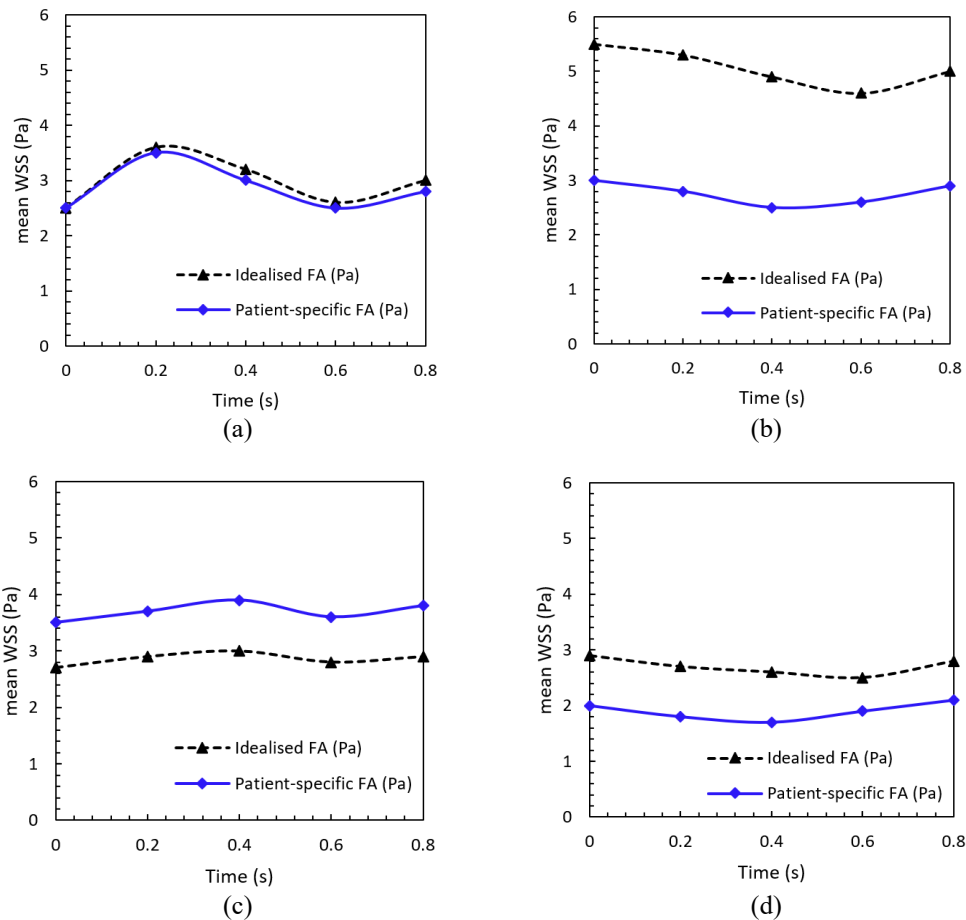 6
5
4
3
2
1
0
mean WSS (Pa)
Idealised FA (Pa)
Patient-specific FA (Pa)
0 0.2 0.4 0.6 0.8
Time (s)
(a)
6
5
4
3
2
1
0
mean WSS (Pa)
Idealised FA (Pa)
Patient-specific FA (Pa)
0 0.2 0.4 0.6 0.8
Time (s)
(b)
6
5
4
3
2
1
0
mean WSS (Pa)
Idealised FA (Pa)
Patient-specific FA (Pa)
0 0.2 0.4 0.6 0.8
Time (s)
(c)
6
5
4
3
2
1
0
mean WSS (Pa)
Idealised FA (Pa)
Patient-specific FA (Pa)
0 0.2 0.4 0.6 0.8
Time (s)
(d)